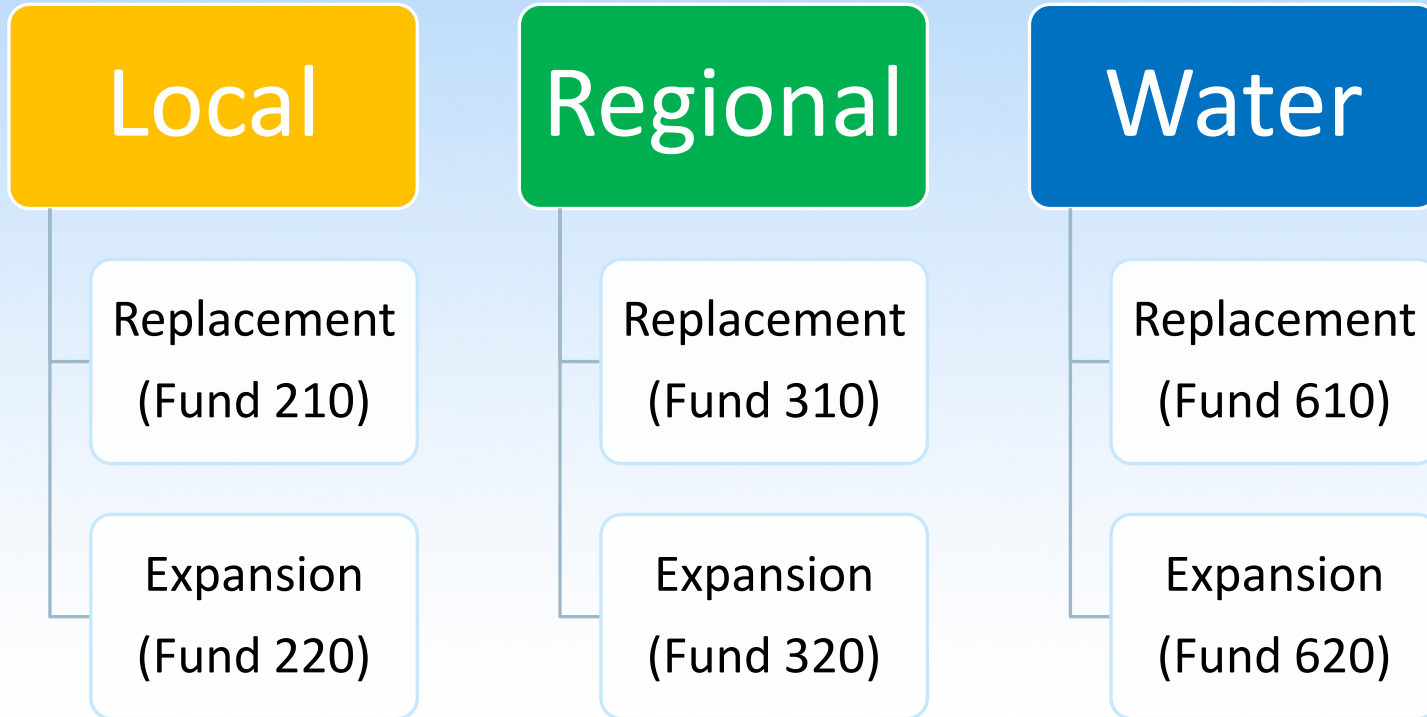 Local
Replacement
(Fund 210)
Expansion
(Fund 220)
Regional
Replacement
(Fund 310)
Expansion
(Fund 320)
Water
Replacement
(Fund 610)
Expansion
(Fund 620)